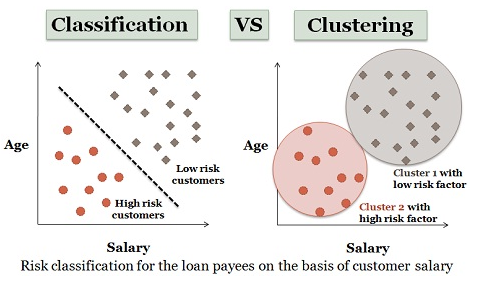 Classification
VS
Clustering
Age
Low risk
customers
High risk
customers
Salary
Age
Cluster 1 with
low risk factor
Cluster 2 with
high risk factor
Salary
Risk classification for the loan payees on the basis of customer salary